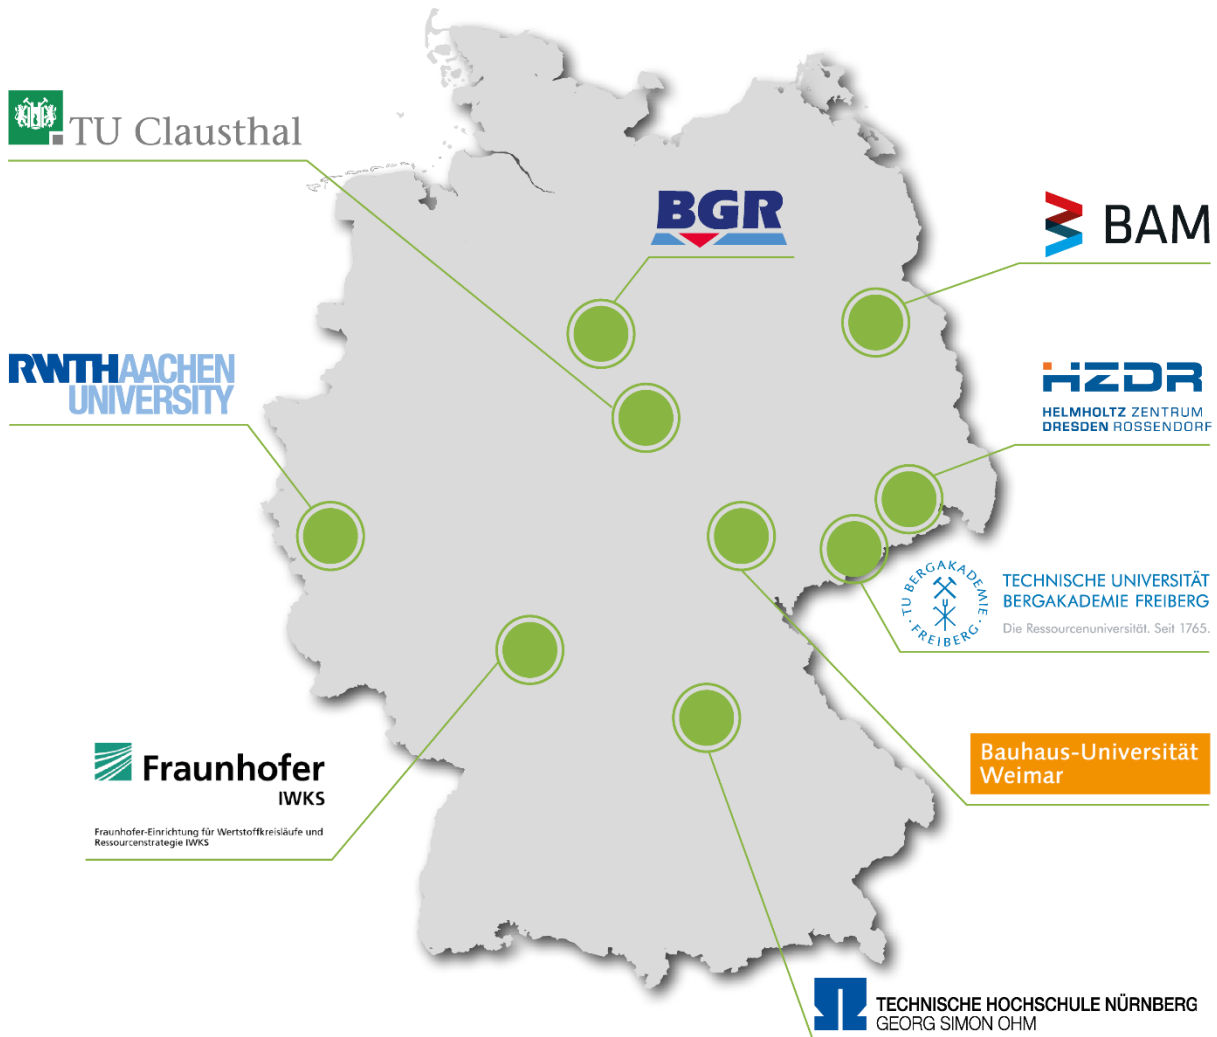 TU Clausthal
BGR
BAM
RWTHAACHEN
UNIVERSITY
HZDR
HELMHOLTZ ZENTRUM
DRESDEN ROSSENDORF
TU BERGAKADEMIE
· FREIBERG ·
TECHNISCHE UNIVERSITÄT
BERGAKADEMIE FREIBERG
Die Ressourcenuniversität. Seit 1765.
Bauhaus-Universität
Weimar
Fraunhofer
IWKS
Fraunhofer-Einrichtung für Wertstoffkreisläufe und
Ressourcenstrategie IWKS
TECHNISCHE HOCHSCHULE NÜRNBERG
GEORG SIMON OHM